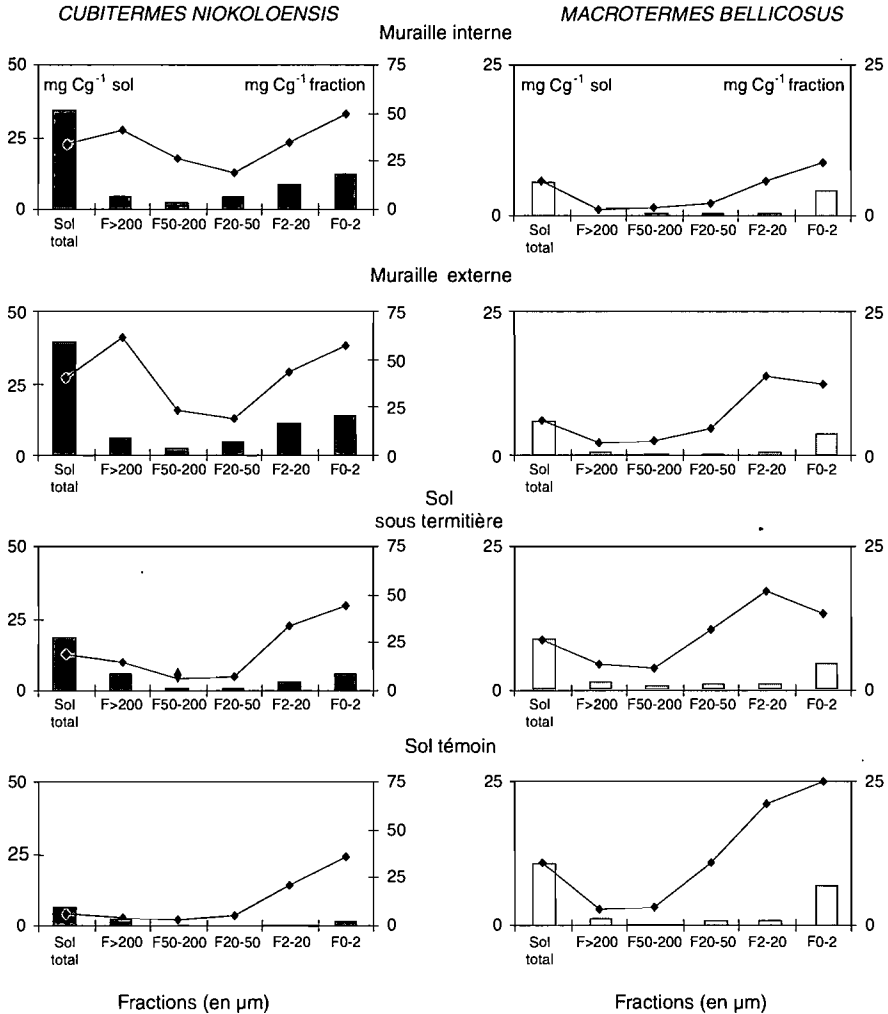 CUBITERMES NIOKOLOENSIS
MACROTERMES BELLICOSUS
Muraille interne
50
25
0
mg Cg-1 sol
mg Cg-1 fraction
75
50
25
0
Sol total
F>200
F50-200
F20-50
F2-20
F0-2
25
0
mg Cg-1 sol
mg Cg-1 fraction
25
0
Sol total
F>200
F50-200
F20-50
F2-20
F0-2
Muraille externe
50
25
0
75
50
25
0
Sol total
F>200
F50-200
F20-50
F2-20
F0-2
25
0
25
0
Sol total
F>200
F50-200
F20-50
F2-20
F0-2
Sol
sous termitière
50
25
0
75
50
25
0
Sol total
F>200
F50-200
F20-50
F2-20
F0-2
25
0
25
0
Sol total
F>200
F50-200
F20-50
F2-20
F0-2
Sol témoin
50
25
0
75
50
25
0
Sol total
F>200
F50-200
F20-50
F2-20
F0-2
25
0
25
0
Sol total
F>200
F50-200
F20-50
F2-20
F0-2
Fractions (en µm)
Fractions (en µm)